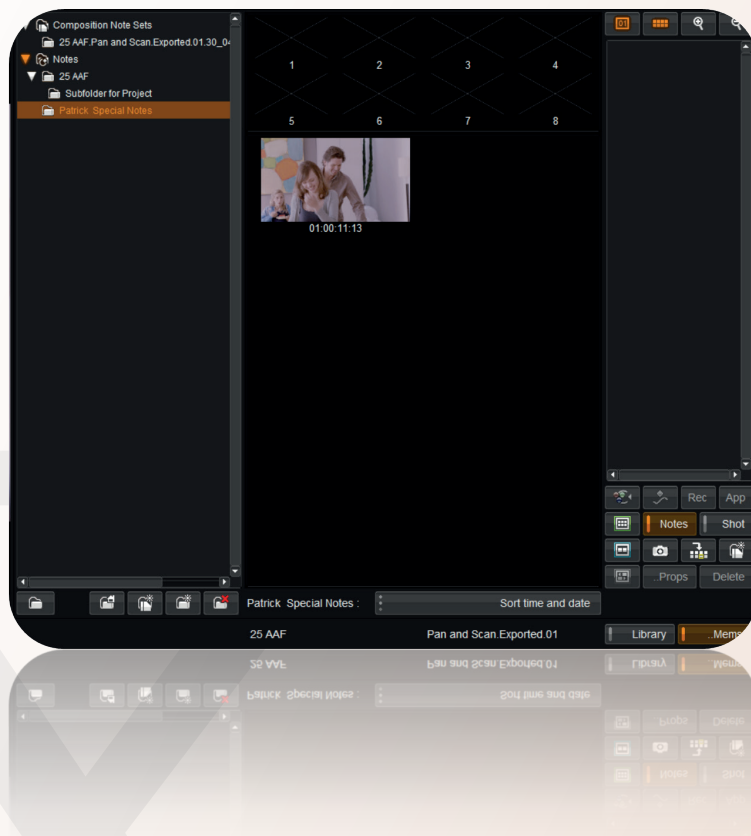 Composition Note Sets
25 AAF.Pan and Scan.Exported.01.30_04
Notes
25 AAF
Subfolder for Project
Patrick Special Notes
1 2 3 4
5 6 7 8
01:00:11:13
01
Rec App
Notes Shot
..Props Delete
Patrick Special Notes : Sort time and date
25 AAF Pan and Scan.Exported.01 Library ..Mems